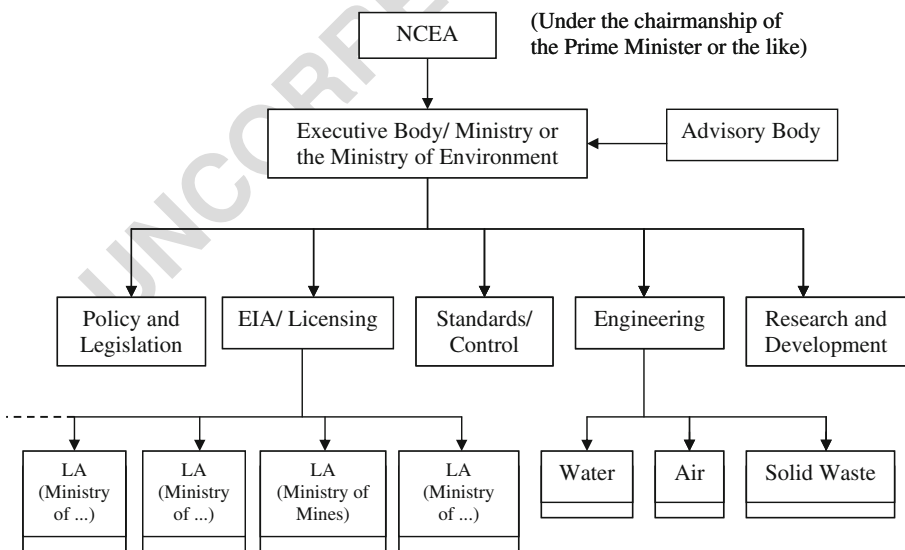 NCEA
(Under the chairmanship of
the Prime Minister or the like)
Executive Body/ Ministry or
the Ministry of Environment
Advisory Body
Policy and
Legislation
EIA/ Licensing
Standards/
Control
Engineering
Research and
Development
LA
(Ministry
of ...)
LA
(Ministry
of ...)
LA
(Ministry of
Mines)
LA
(Ministry
of ...)
Water
Air
Solid Waste